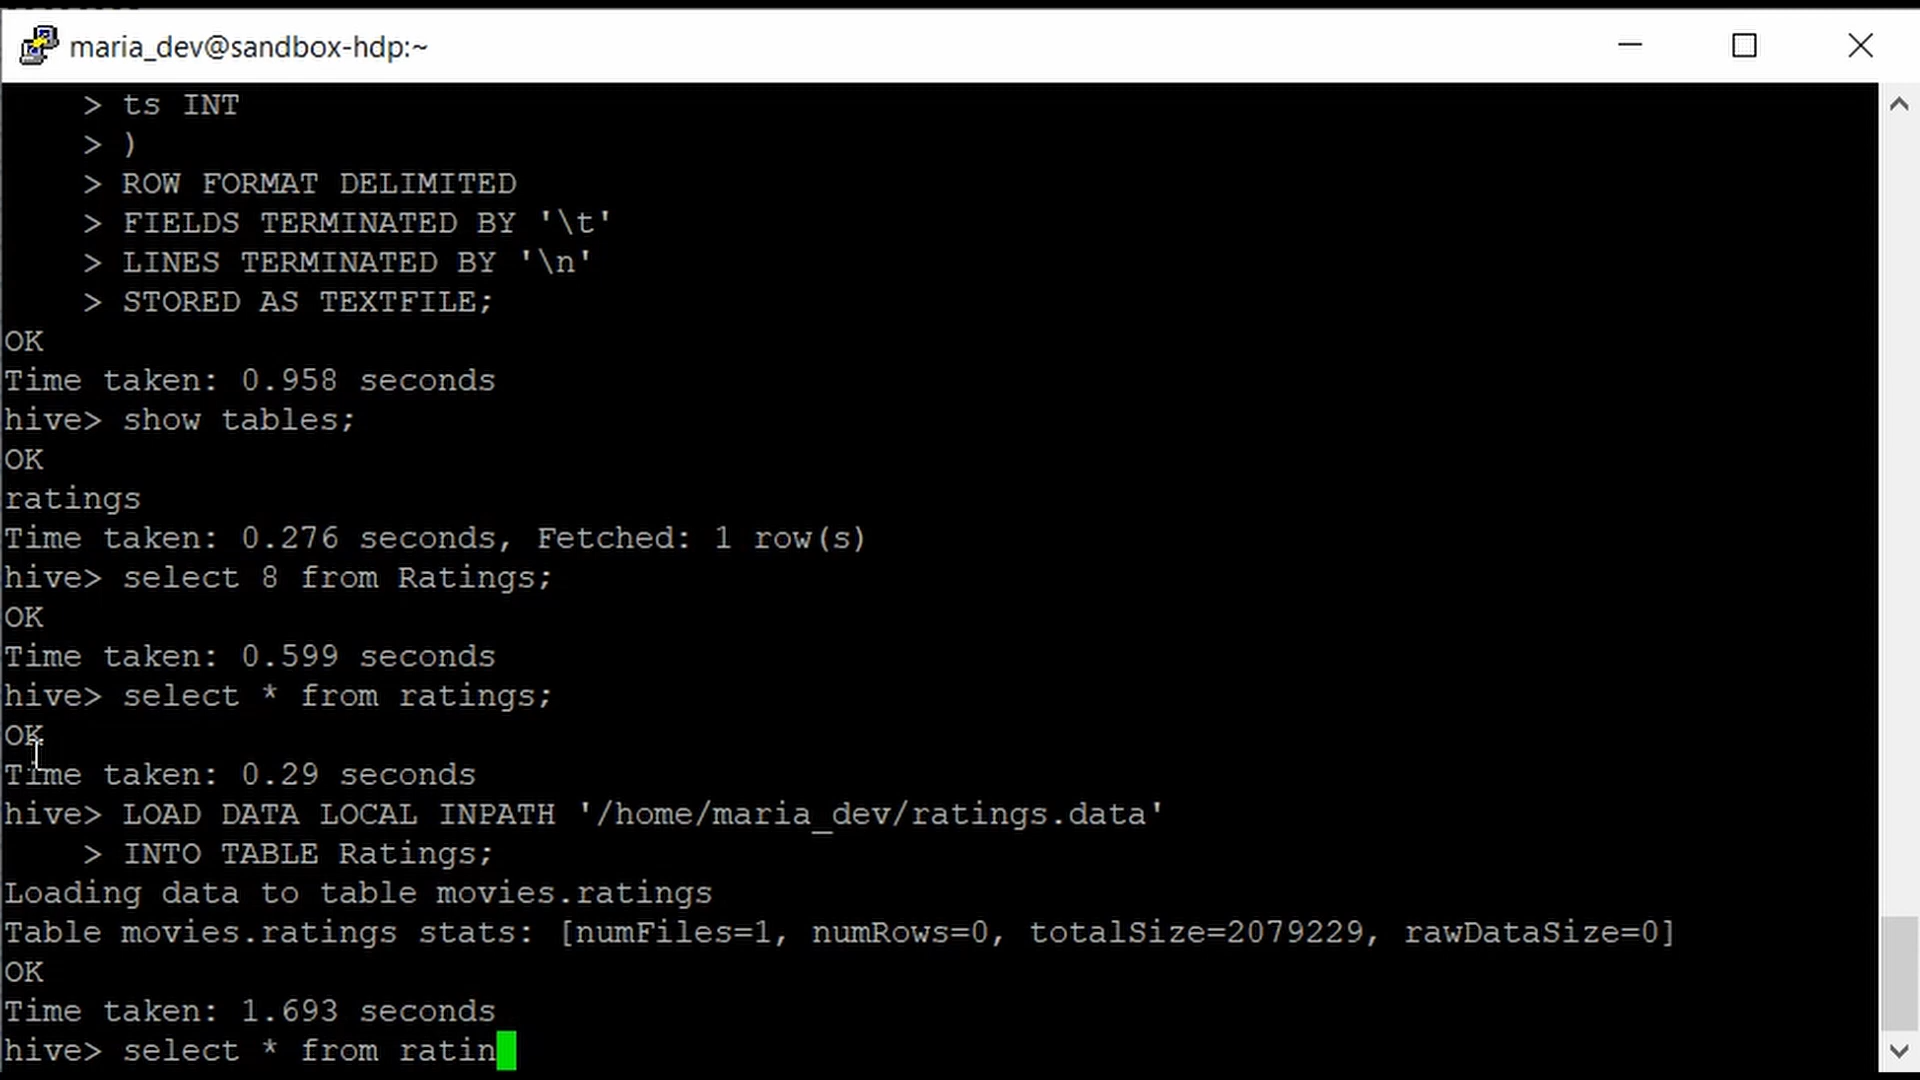 maria_dev@sandbox-hdp:~
> ts INT
> )
> ROW FORMAT DELIMITED
> FIELDS TERMINATED BY '\t'
> LINES TERMINATED BY '\n'
> STORED AS TEXTFILE;
OK
Time taken: 0.958 seconds
hive> show tables;
OK
ratings
Time taken: 0.276 seconds, Fetched: 1 row(s)
hive> select 8 from Ratings;
OK
Time taken: 0.599 seconds
hive> select * from ratings;
OK
Time taken: 0.29 seconds
hive> LOAD DATA LOCAL INPATH '/home/maria_dev/ratings.data'
> INTO TABLE Ratings;
Loading data to table movies.ratings
Table movies.ratings stats: [numFiles=1, numRows=0, totalSize=2079229, rawDataSize=0]
OK
Time taken: 1.693 seconds
hive> select * from ratin